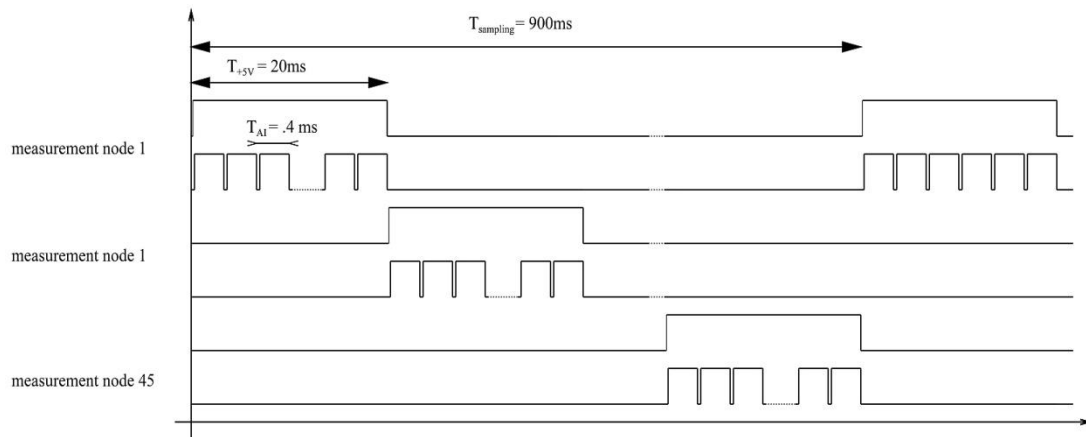 T_sampling = 900ms
T_+5V = 20ms
T_AI = .4 ms
measurement node 1
measurement node 1
measurement node 45